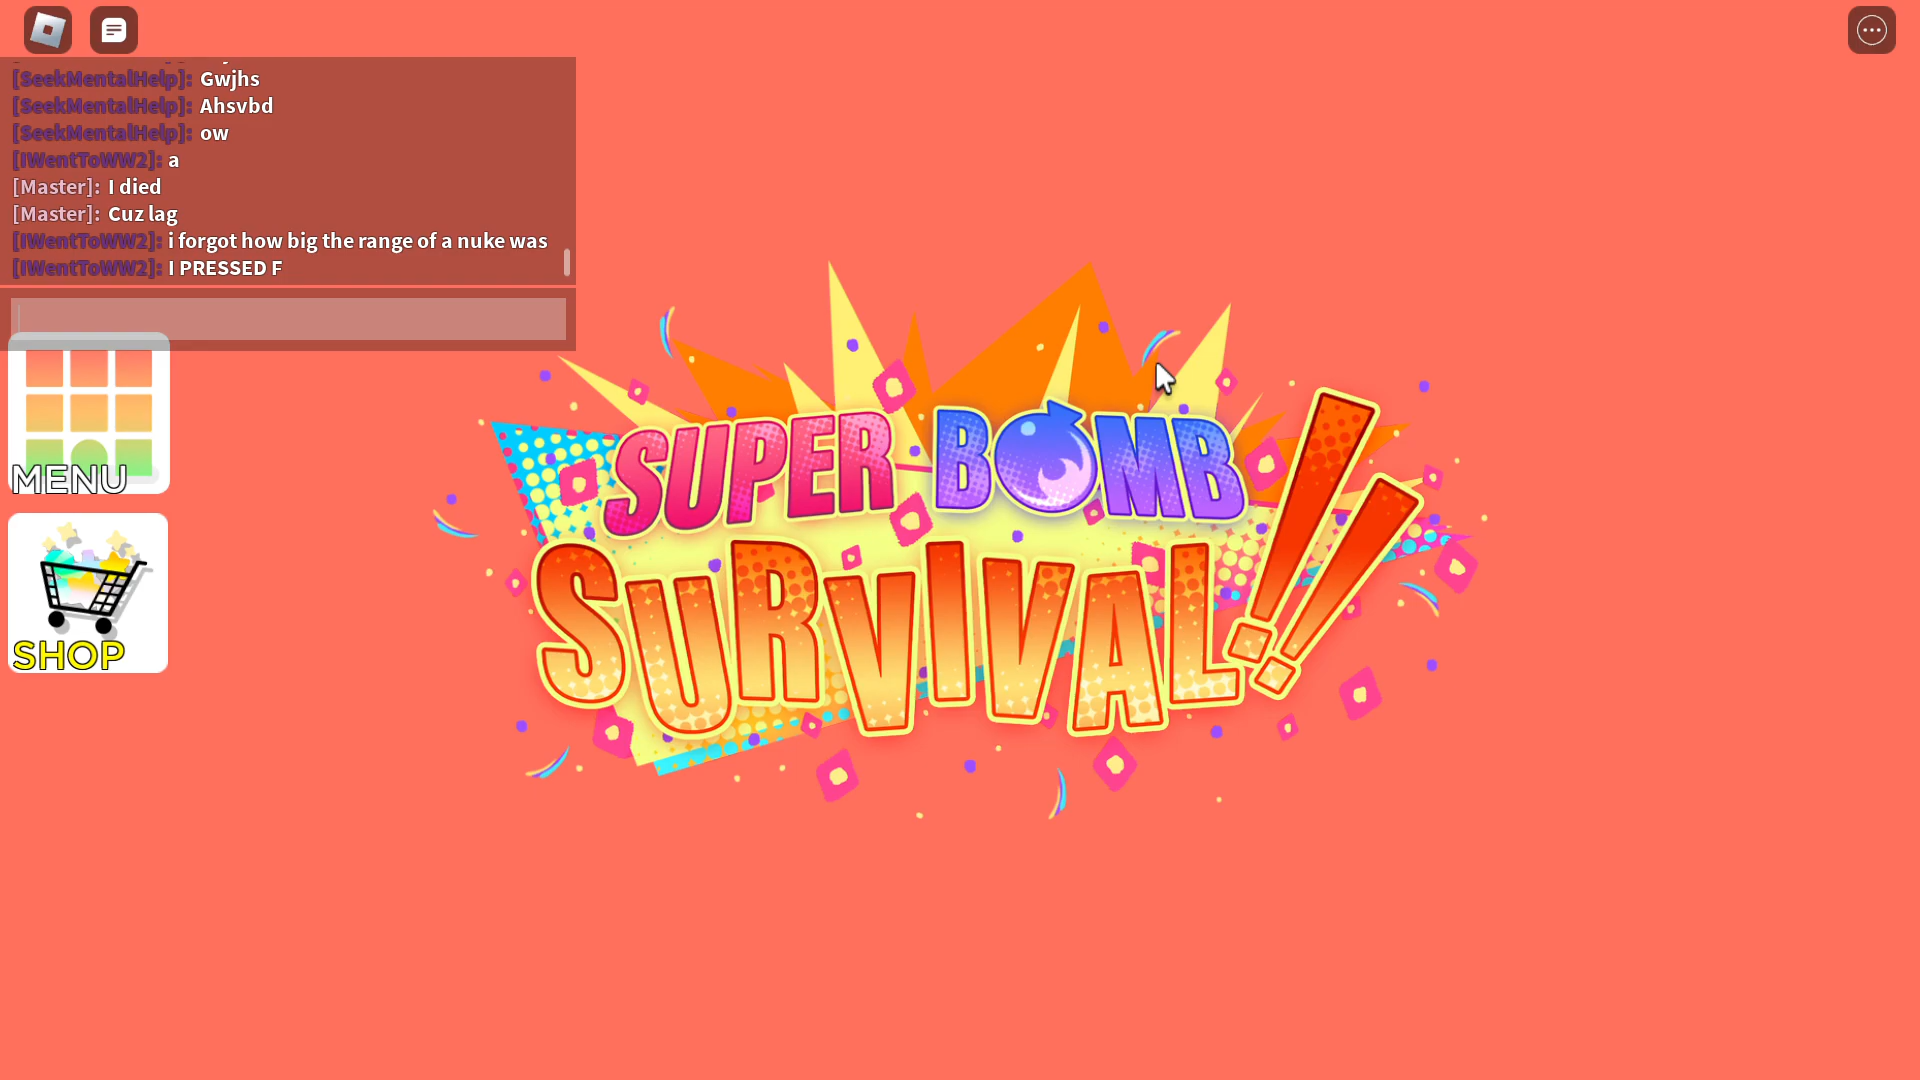 [SeekMentalHelp]: Gwjhs
[SeekMentalHelp]: Ahsvbd
[SeekMentalHelp]: ow
[IWentToWW2]: a
[Master]: I died
[Master]: Cuz lag
[IWentToWW2]: i forgot how big the range of a nuke was
[IWentToWW2]: I PRESSED F
MENU
SHOP
SUPER BOMB
SURVIVAL!!